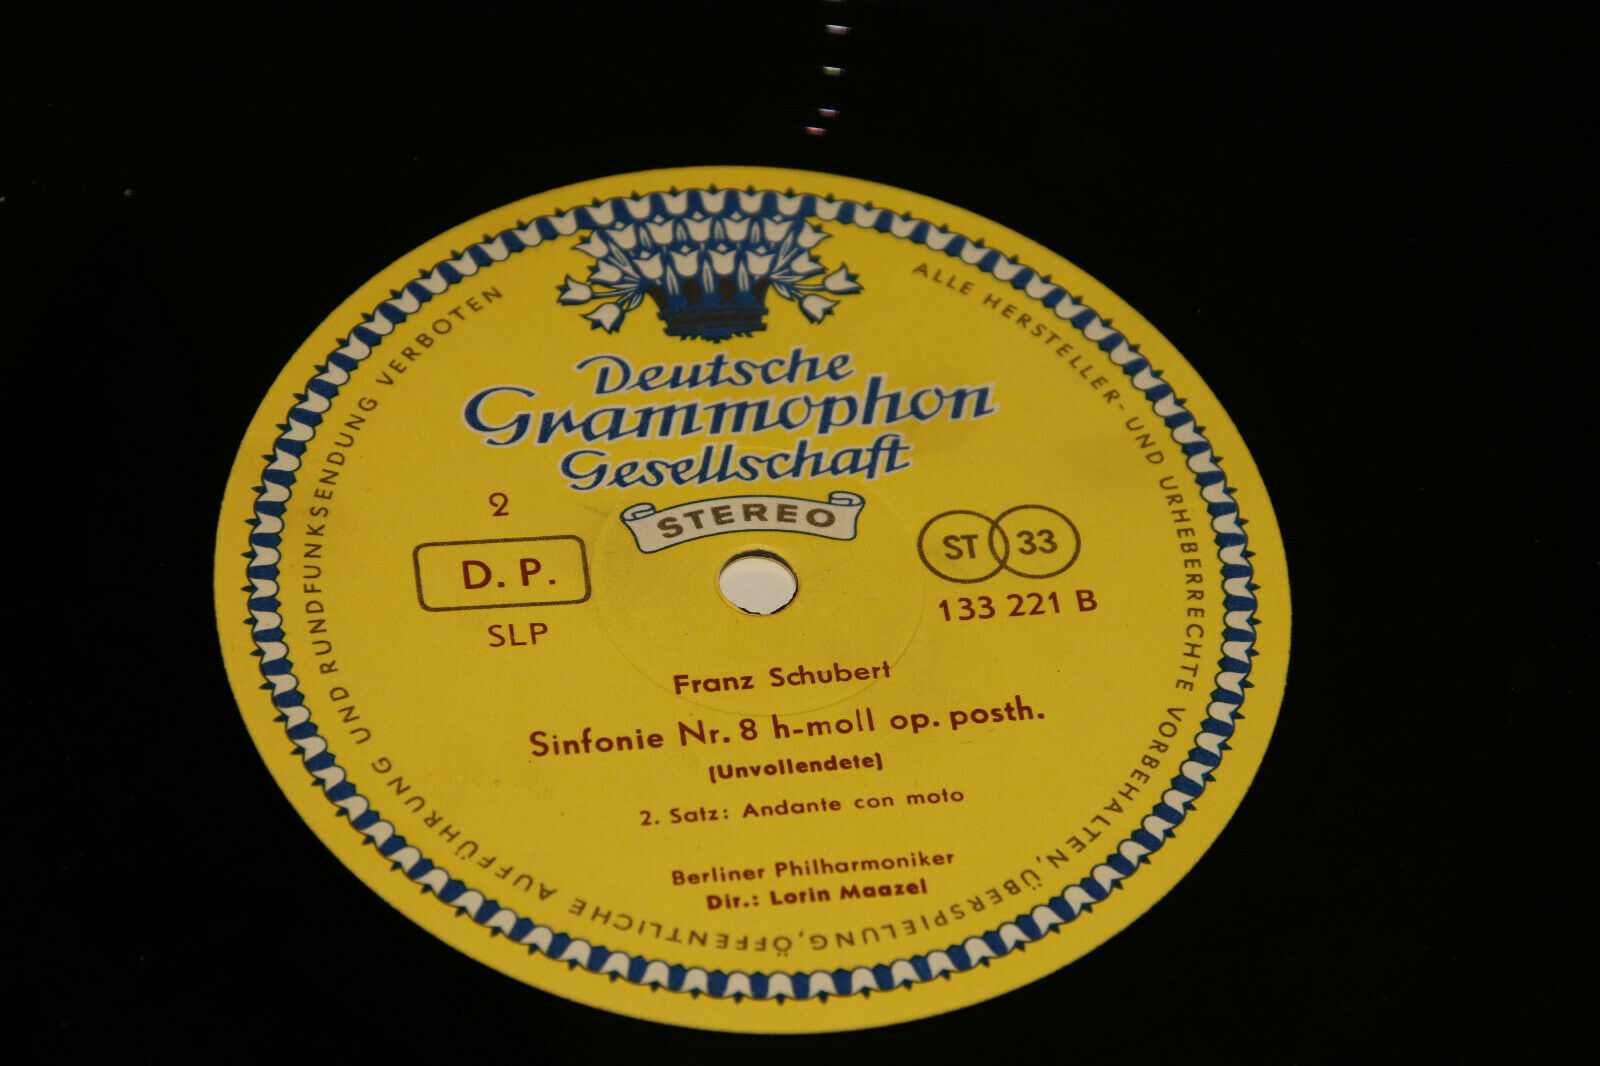 Deutsche
Grammophon
Gesellschaft
STEREO
2
D. P.
SLP
ST 33
133 221 B
Franz Schubert
Sinfonie Nr. 8 h-moll op. posth.
(Unvollendete)
2. Satz: Andante con moto
Berliner Philharmoniker
Dir.: Lorin Maazel
ALLE HERSTELLER- UND URHEBERRECHTE VORBEHALTEN, ÜBERSPIELUNG, ÖFFENTLICHE AUFFÜHRUNG UND RUNDFUNKSENDUNG VERBOTEN